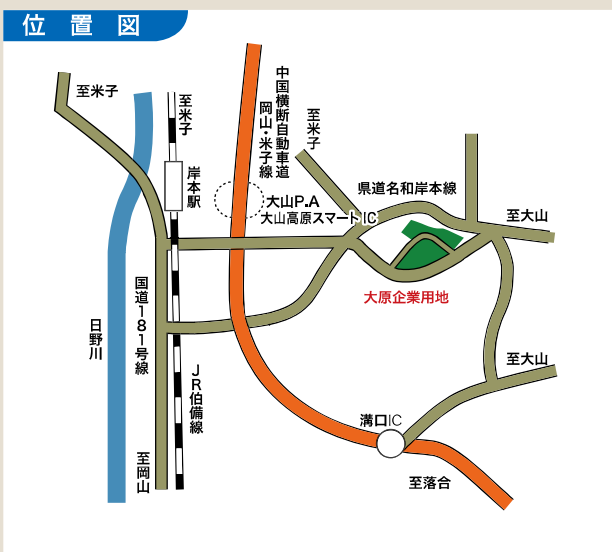 位置図
至米子
至米子
中国横断自動車道
岡山・米子線
至米子
岸本駅
県道名和岸本線
大山P.A
大山高原スマートIC
至大山
大原企業用地
国道181号線
日野川
JR伯備線
至大山
溝口IC
至岡山
至落合